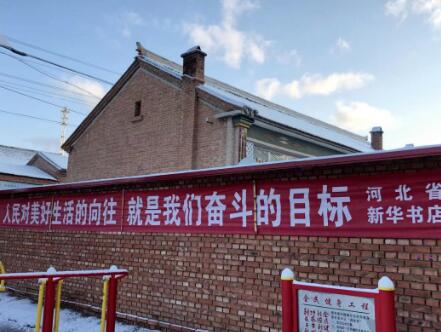 人民对美好生活的向往 就是我们奋斗的目标
河北省
新华书店
全民健身工程